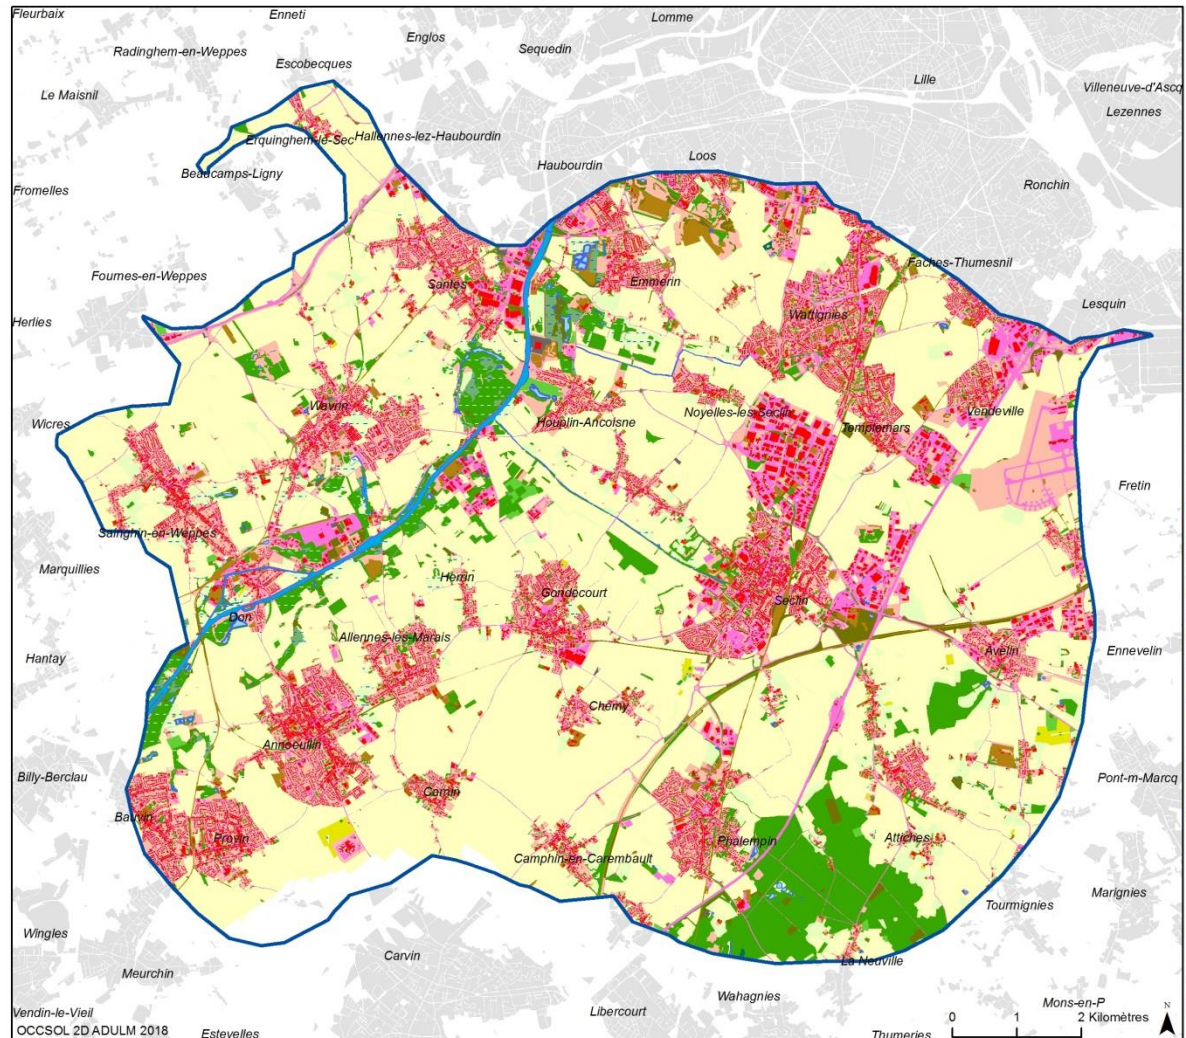 Fleurbaix
Enneti
Lomme
Englos
Sequedin
Radinghem-en-Weppes
Escobecques
Lille
Villeneuve-d'Ascq
Le Maisnil
Lezennes
Erquinghem-le-Sec
Hallennes-lez-Haubourdin
Loos
Haubourdin
Beaucamps-Ligny
Ronchin
Fromelles
Faches-Thumesnil
Fournes-en-Weppes
Santes
Emmerin
Lesquin
Herlies
Wattignies
Wavrin
Noyelles-les-Seclin
Vendeville
Wicres
Houplin-Ancoisne
Templemars
Fretin
Sainghin-en-Weppes
Marquillies
Herrin
Gondecourt
Seclin
Don
Allennes-les-Marais
Avelin
Ennevelin
Hantay
Chemy
Annoeullin
Billy-Berclau
Pont-m-Marcq
Carnin
Bauvin
Provin
Phalempin
Attiches
Camphin-en-Carembault
Marignies
Tourmignies
Wingles
Carvin
La Neuville
Meurchin
Wahagnies
Mons-en-P
Libercourt
Vendin-le-Vieil
N
0 1 2 Kilomètres
OCCSOL 2D ADULM 2018
Estevelles
Thumeries